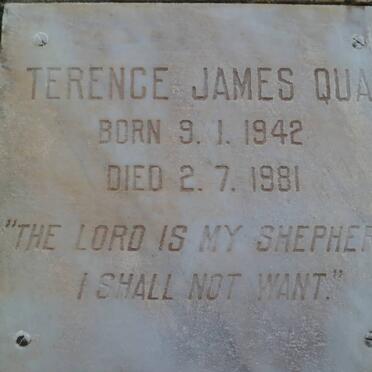 TERENCE JAMES QUA
BORN 9. 1. 1942
DIED 2. 7. 1981
"THE LORD IS MY SHEPHER
I SHALL NOT WANT."